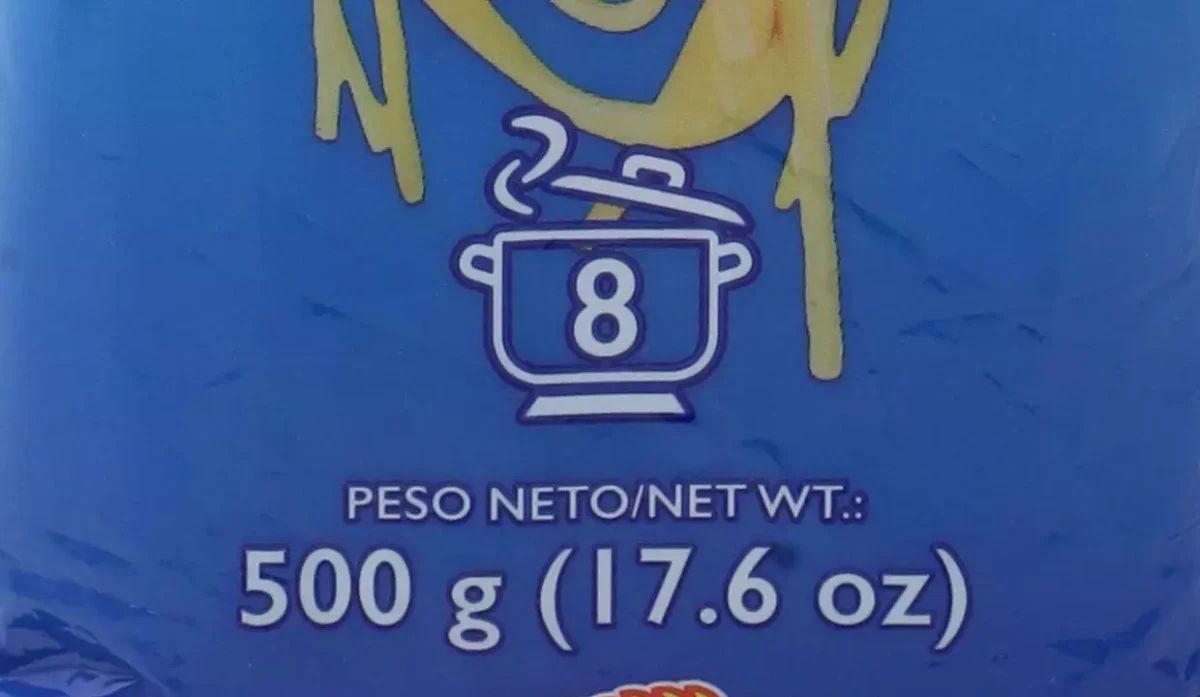 8
PESO NETO/NET WT.:
500 g (17.6 oz)